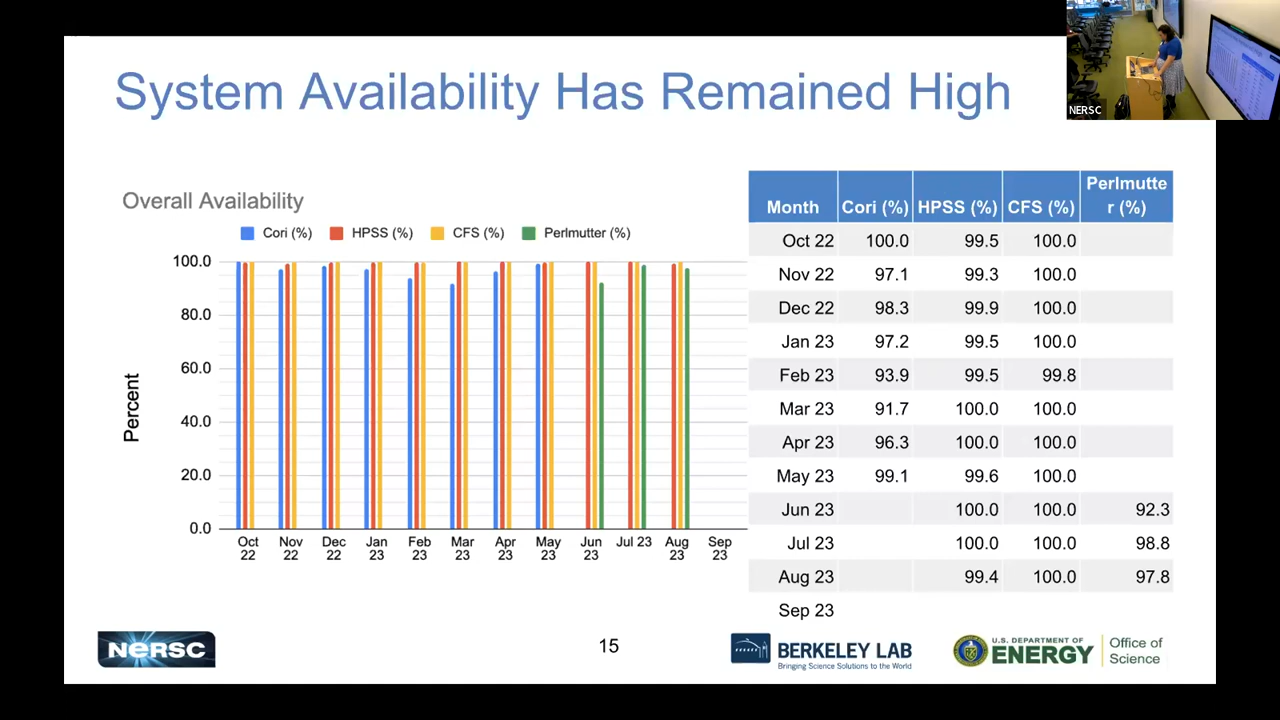 System Availability Has Remained High
NERSC
Overall Availability
Cori (%) HPSS (%) CFS (%) Perlmutter (%)
Percent
100.0
80.0
60.0
40.0
20.0
0.0
Oct 22 Nov 22 Dec 22 Jan 23 Feb 23 Mar 23 Apr 23 May 23 Jun 23 Jul 23 Aug 23 Sep 23
Month Cori (%) HPSS (%) CFS (%) Perlmutte
r (%)
Oct 22 100.0 99.5 100.0
Nov 22 97.1 99.3 100.0
Dec 22 98.3 99.9 100.0
Jan 23 97.2 99.5 100.0
Feb 23 93.9 99.5 99.8
Mar 23 91.7 100.0 100.0
Apr 23 96.3 100.0 100.0
May 23 99.1 99.6 100.0
Jun 23 100.0 100.0 92.3
Jul 23 100.0 100.0 98.8
Aug 23 99.4 100.0 97.8
Sep 23
NERSC
15
BERKELEY LAB
Bringing Science Solutions to the World
U.S. DEPARTMENT OF
ENERGY
Office of
Science